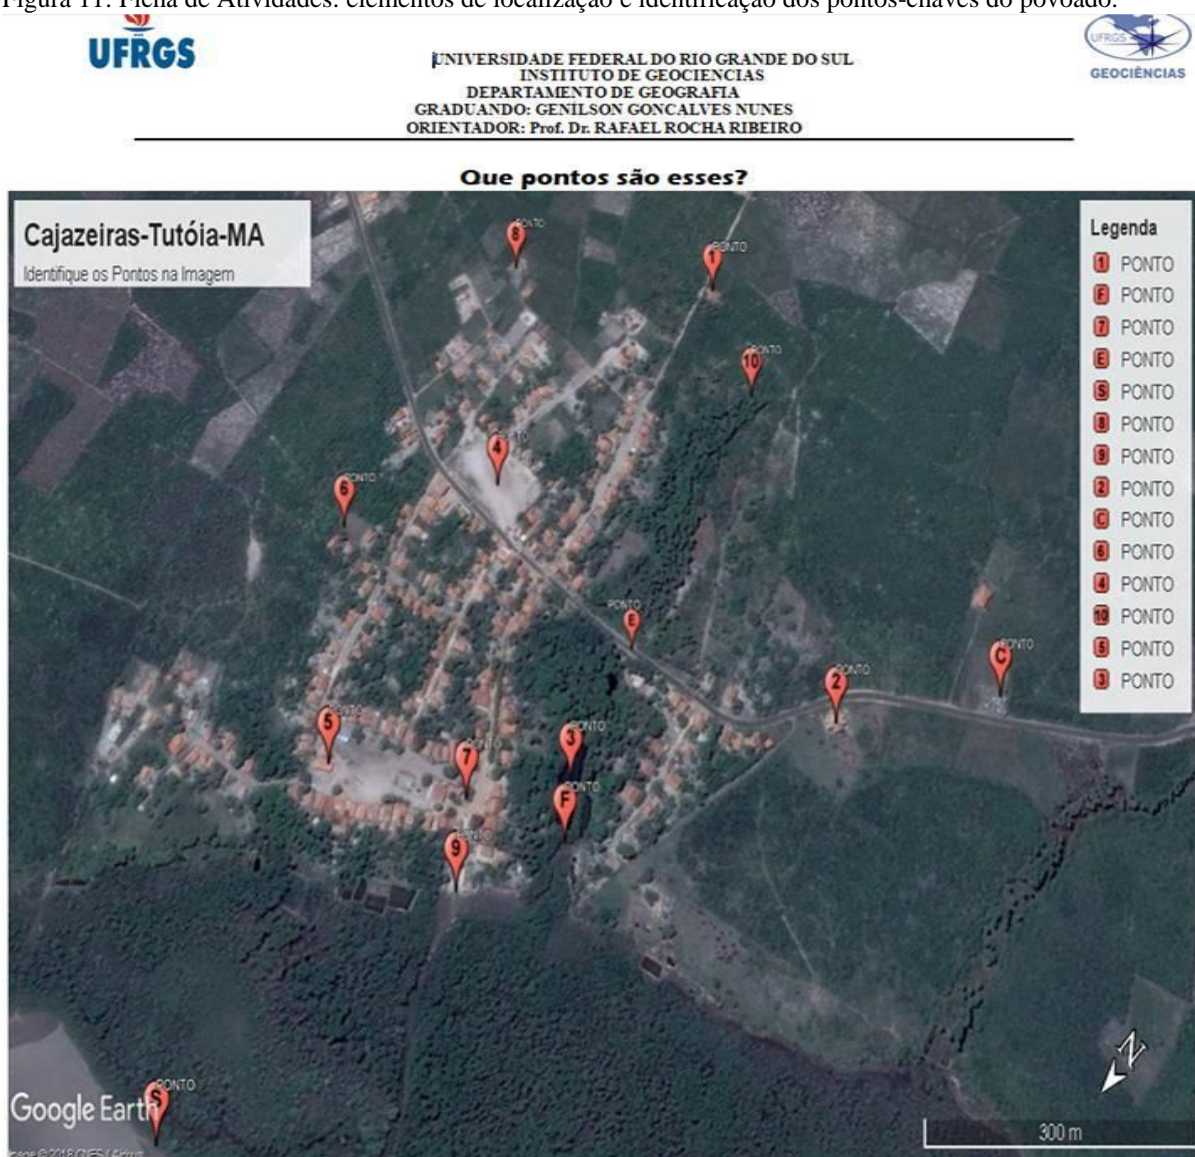 Figura 11: Ficha de Atividades: elementos de localização e identificação dos pontos-chaves do povoado.
UFRGS
UFRGS
GEOCIÊNCIAS
UNIVERSIDADE FEDERAL DO RIO GRANDE DO SUL
INSTITUTO DE GEOCIENCIAS
DEPARTAMENTO DE GEOGRAFIA
GRADUANDO: GENÍLSON GONCALVES NUNES
ORIENTADOR: Prof. Dr. RAFAEL ROCHA RIBEIRO
Que pontos são esses?
Cajazeiras-Tutóia-MA
Identifique os Pontos na Imagem
Legenda
1 PONTO
F PONTO
7 PONTO
E PONTO
S PONTO
8 PONTO
9 PONTO
2 PONTO
C PONTO
6 PONTO
4 PONTO
10 PONTO
5 PONTO
3 PONTO
8 PONTO
1 PONTO
10 PONTO
4 PONTO
6 PONTO
E PONTO
C PONTO
2 PONTO
5 PONTO
3 PONTO
7 PONTO
F PONTO
9 PONTO
S PONTO
N
Google Earth
300 m